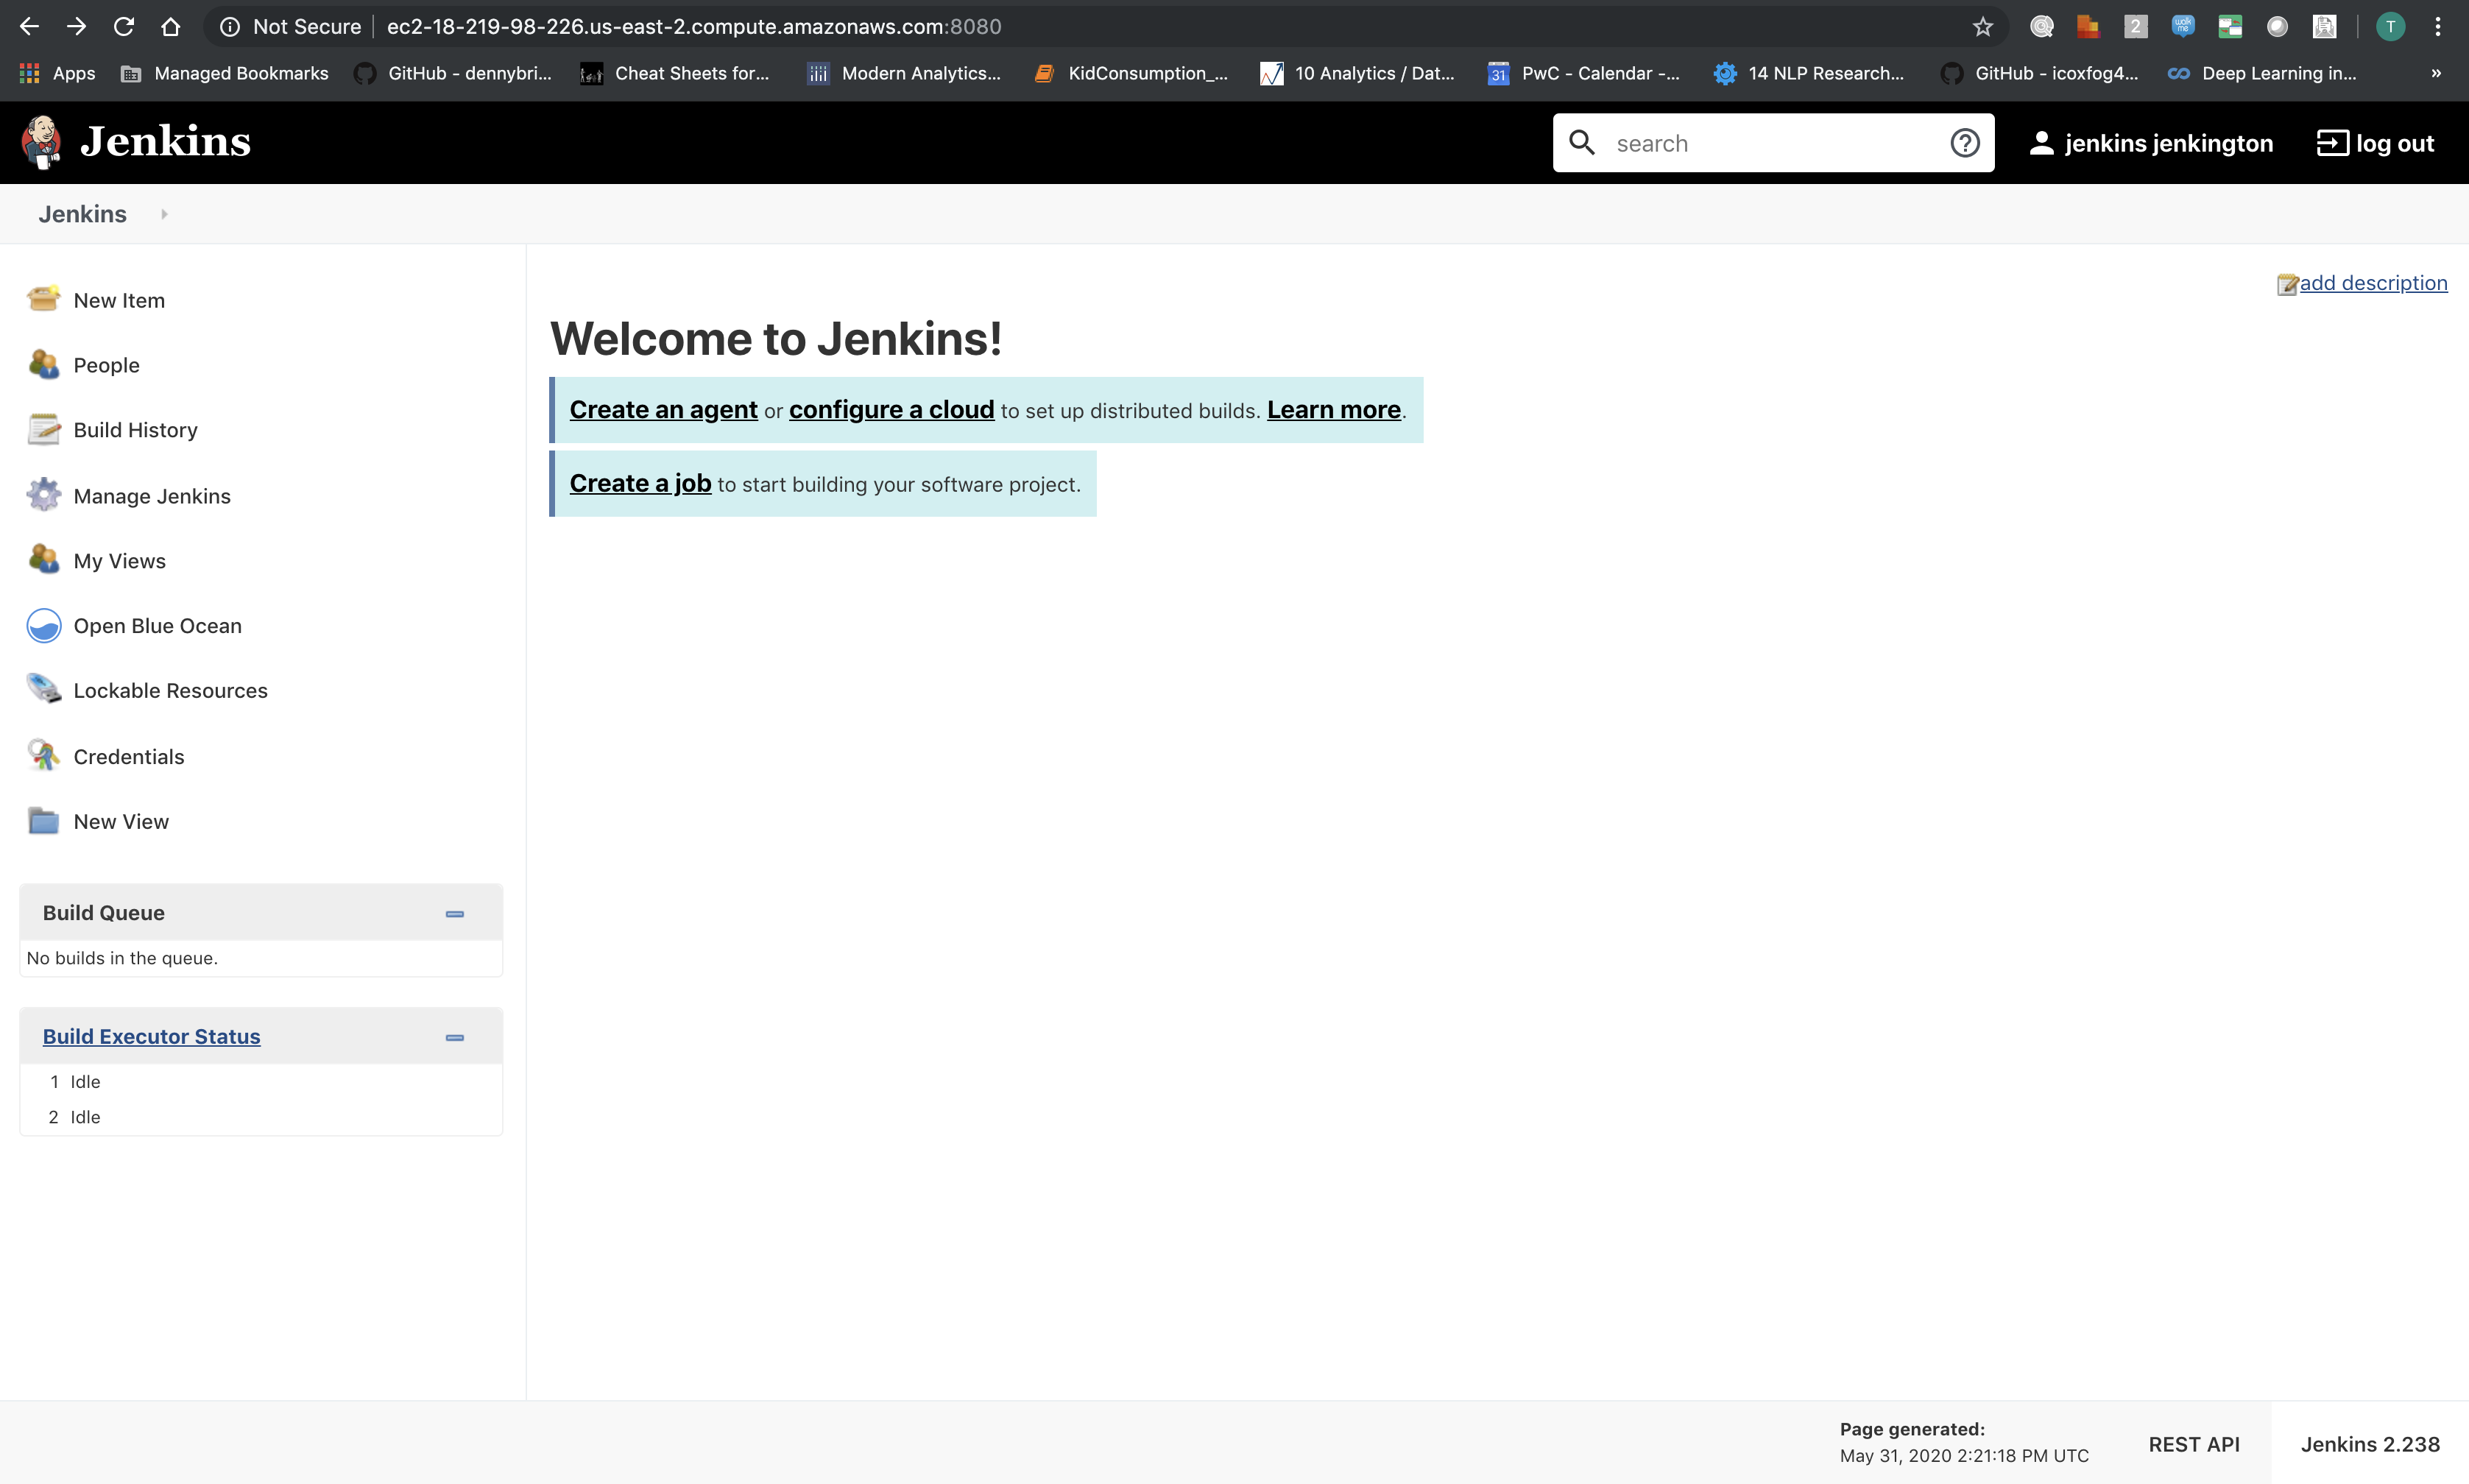 Not Secure ec2-18-219-98-226.us-east-2.compute.amazonaws.com:8080
2
T
Apps Managed Bookmarks GitHub - dennybri... Cheat Sheets for... Modern Analytics... KidConsumption_... 10 Analytics / Dat... 31 PwC - Calendar -... 14 NLP Research... GitHub - icoxfog4... Deep Learning in... »
Jenkins search jenkins jenkington log out
Jenkins
add description
New Item
People
Build History
Manage Jenkins
My Views
Open Blue Ocean
Lockable Resources
Credentials
New View
Build Queue
No builds in the queue.
Build Executor Status
1 Idle
2 Idle
Welcome to Jenkins!
Create an agent or configure a cloud to set up distributed builds. Learn more.
Create a job to start building your software project.
Page generated:
May 31, 2020 2:21:18 PM UTC
REST API
Jenkins 2.238